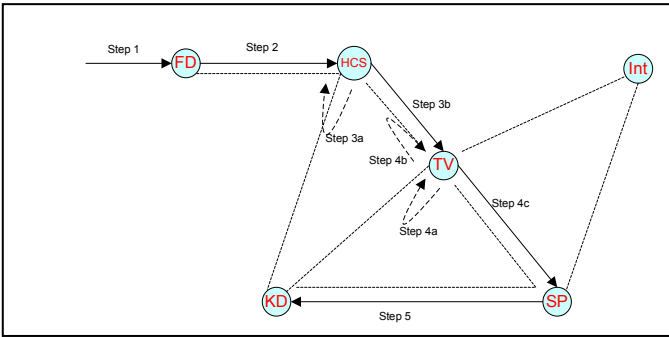 Step 1
FD
Step 2
HCS
Int
Step 3a
Step 3b
Step 4b
TV
Step 4a
Step 4c
KD
Step 5
SP